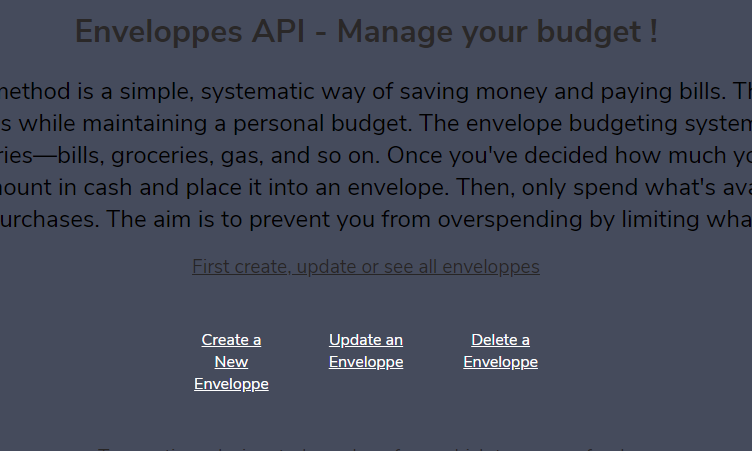 Enveloppes API - Manage your budget !
method is a simple, systematic way of saving money and paying bills. Th
s while maintaining a personal budget. The envelope budgeting system
ries—bills, groceries, gas, and so on. Once you've decided how much yo
mount in cash and place it into an envelope. Then, only spend what's ava
urchases. The aim is to prevent you from overspending by limiting wha
First create, update or see all enveloppes
Create a
New
Enveloppe
Update an
Enveloppe
Delete a
Enveloppe